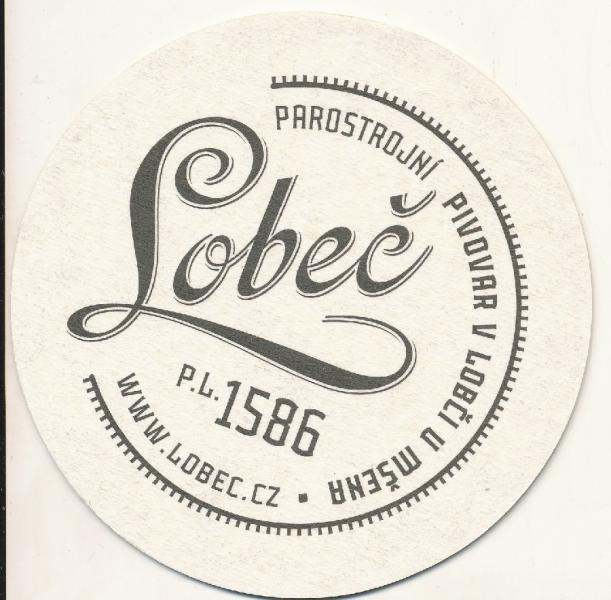 PAROSTROJNÍ PIVOVAR V LOBČI U MŠENA
Lobeč
P.L. 1586
WWW.LOBEC.CZ